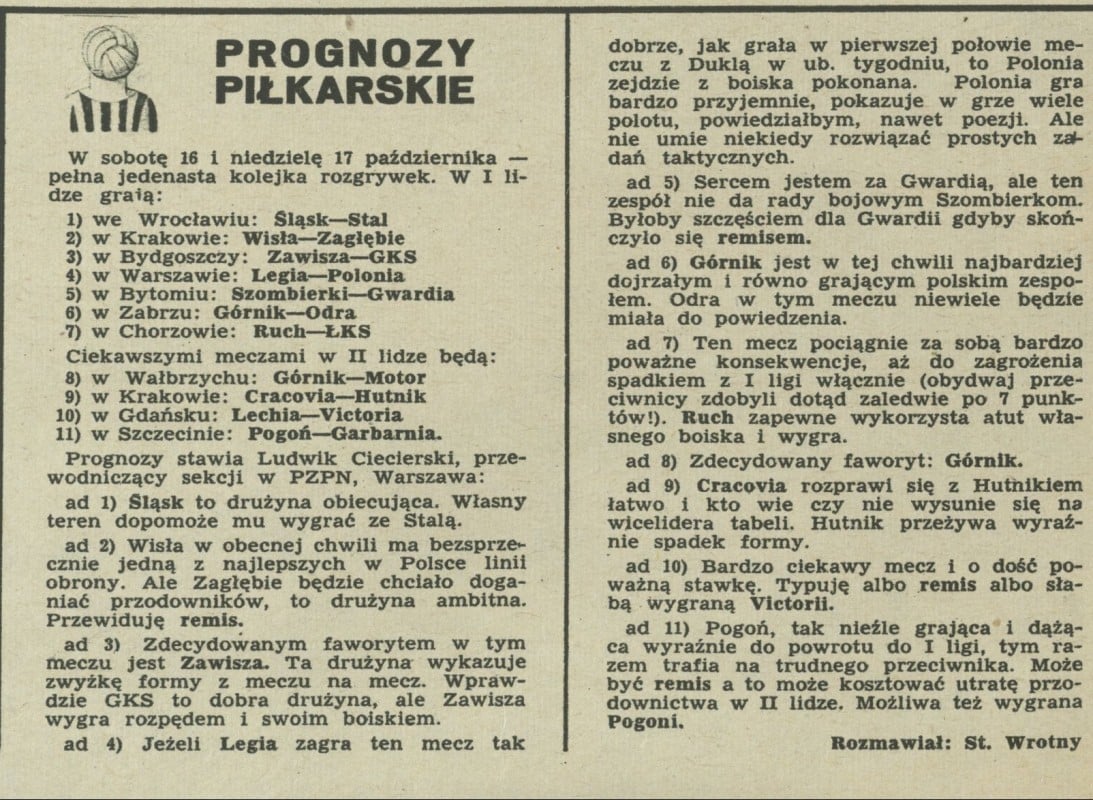 PROGNOZY
PIŁKARSKIE
W sobotę 16 i niedzielę 17 października —
pełna jedenasta kolejka rozgrywek. W I li-
dze grają:
1) we Wrocławiu: Śląsk—Stal
2) w Krakowie: Wisła—Zagłębie
3) w Bydgoszczy: Zawisza—GKS
4) w Warszawie: Legia—Polonia
5) w Bytomiu: Szombierki—Gwardia
6) w Zabrzu: Górnik—Odra
7) w Chorzowie: Ruch—ŁKS
Ciekawszymi meczami w II lidze będą:
8) w Wałbrzychu: Górnik—Motor
9) w Krakowie: Cracovia—Hutnik
10) w Gdańsku: Lechia—Victoria
11) w Szczecinie: Pogoń—Garbarnia.
Prognozy stawia Ludwik Ciecierski, prze-
wodniczący sekcji w PZPN, Warszawa:
ad 1) Śląsk to drużyna obiecująca. Własny
teren dopomoże mu wygrać ze Stalą.
ad 2) Wisła w obecnej chwili ma bezsprze-
cznie jedną z najlepszych w Polsce linii
obrony. Ale Zagłębie będzie chciało doga-
niać przodowników, to drużyna ambitna.
Przewiduję remis.
ad 3) Zdecydowanym faworytem w tym
meczu jest Zawisza. Ta drużyna wykazuje
zwyżkę formy z meczu na mecz. Wpraw-
dzie GKS to dobra drużyna, ale Zawisza
wygra rozpędem i swoim boiskiem.
ad 4) Jeżeli Legia zagra ten mecz tak
dobrze, jak grała w pierwszej połowie me-
czu z Duklą w ub. tygodniu, to Polonia
zejdzie z boiska pokonana. Polonia gra
bardzo przyjemnie, pokazuje w grze wiele
polotu, powiedziałbym, nawet poezji. Ale
nie umie niekiedy rozwiązać prostych za-
dań taktycznych.
ad 5) Sercem jestem za Gwardią, ale ten
zespół nie da rady bojowym Szombierkom.
Byłoby szczęściem dla Gwardii gdyby skoń-
czyło się remisem.
ad 6) Górnik jest w tej chwili najbardziej
dojrzałym i równo grającym polskim zespo-
łem. Odra w tym meczu niewiele będzie
miała do powiedzenia.
ad 7) Ten mecz pociągnie za sobą bardzo
poważne konsekwencje, aż do zagrożenia
spadkiem z I ligi włącznie (obydwaj prze-
ciwnicy zdobyli dotąd zaledwie po 7 punk-
tów!). Ruch zapewne wykorzysta atut wła-
snego boiska i wygra.
ad 8) Zdecydowany faworyt: Górnik.
ad 9) Cracovia rozprawi się z Hutnikiem
łatwo i kto wie czy nie wysunie się na
wicelidera tabeli. Hutnik przeżywa wyraź-
nie spadek formy.
ad 10) Bardzo ciekawy mecz i o dość po-
ważną stawkę. Typuję albo remis albo sła-
bą wygraną Victorii.
ad 11) Pogoń, tak nieźle grająca i dążą-
ca wyraźnie do powrotu do I ligi, tym ra-
zem trafia na trudnego przeciwnika. Może
być remis a to może kosztować utratę przo-
downictwa w II lidze. Możliwa też wygrana
Pogoni.
Rozmawiał: St. Wrotny